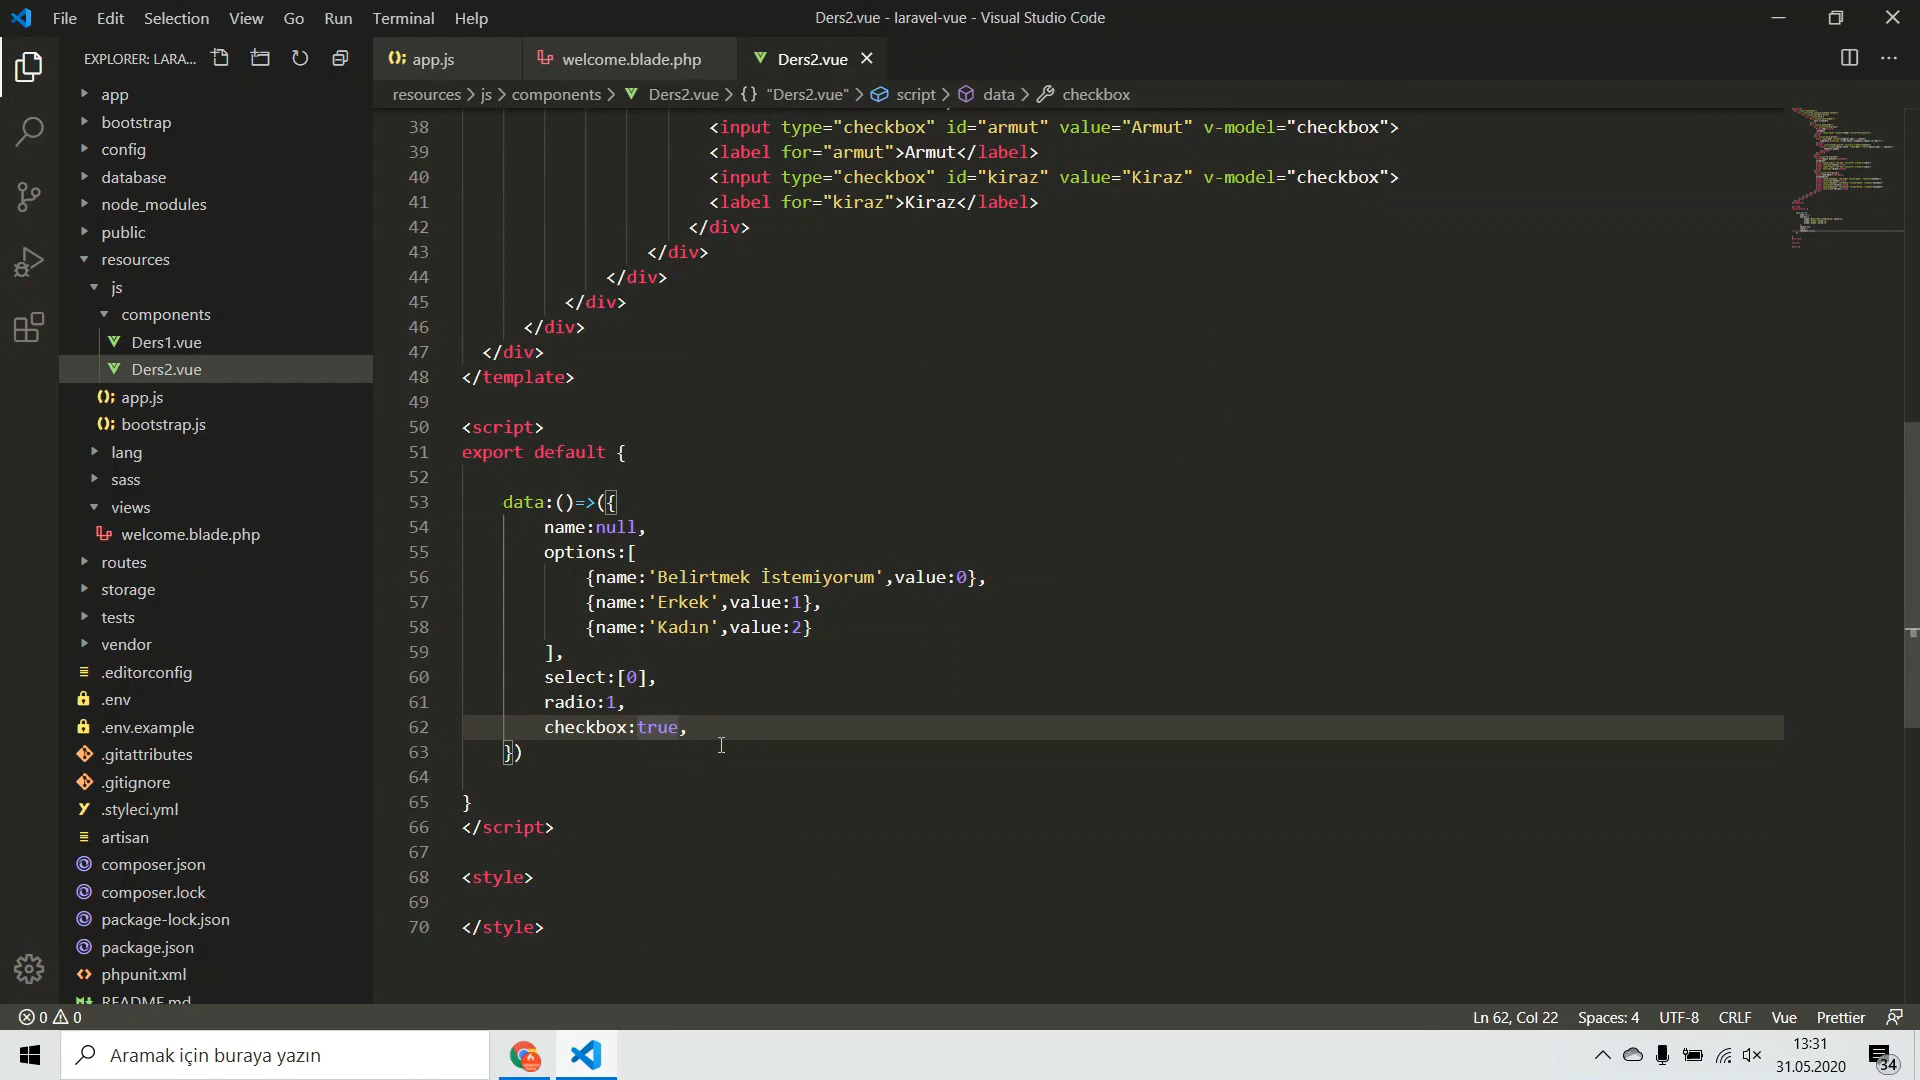 File Edit Selection View Go Run Terminal Help
Ders2.vue - laravel-vue - Visual Studio Code
EXPLORER: LARA...
app.js
welcome.blade.php
Ders2.vue
resources > js > components > Ders2.vue > {} "Ders2.vue" > script > data > checkbox
app
bootstrap
config
database
node_modules
public
resources
js
components
Ders1.vue
Ders2.vue
app.js
bootstrap.js
lang
sass
views
welcome.blade.php
routes
storage
tests
vendor
.editorconfig
.env
.env.example
.gitattributes
.gitignore
.styleci.yml
artisan
composer.json
composer.lock
package-lock.json
package.json
phpunit.xml
README.md
38 <input type="checkbox" id="armut" value="Armut" v-model="checkbox">
39 <label for="armut">Armut</label>
40 <input type="checkbox" id="kiraz" value="Kiraz" v-model="checkbox">
41 <label for="kiraz">Kiraz</label>
42 </div>
43 </div>
44 </div>
45 </div>
46 </div>
47 </div>
48 </template>
49
50 <script>
51 export default {
52
53 data:()=>({
54 name:null,
55 options:[
56 {name:'Belirtmek İstemiyorum',value:0},
57 {name:'Erkek',value:1},
58 {name:'Kadın',value:2}
59 ],
60 select:[0],
61 radio:1,
62 checkbox:true,
63 })
64
65 }
66 </script>
67
68 <style>
69
70 </style>
0 0
Ln 62, Col 22 Spaces: 4 UTF-8 CRLF Vue Prettier
Aramak için buraya yazın
13:31
31.05.2020
34